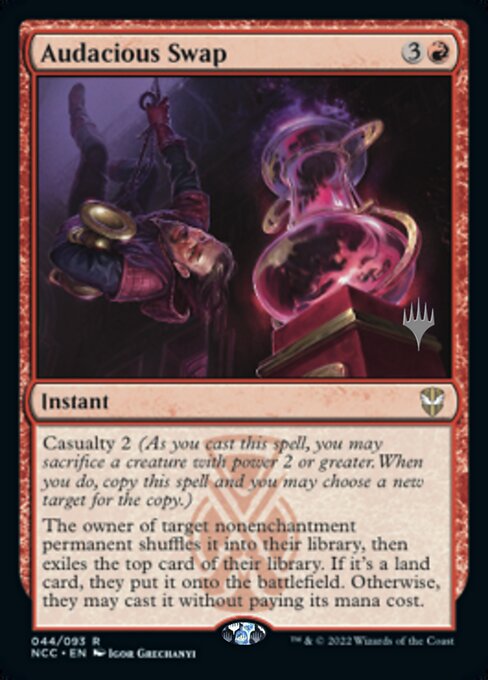 Audacious Swap 3
Instant
Casualty 2 (As you cast this spell, you may
sacrifice a creature with power 2 or greater. When
you do, copy this spell and you may choose a new
target for the copy.)
The owner of target nonenchantment
permanent shuffles it into their library, then
exiles the top card of their library. If it's a land
card, they put it onto the battlefield. Otherwise,
they may cast it without paying its mana cost.
044/093 R
NCC • EN Igor Grechanyi
™ & © 2022 Wizards of the Coast